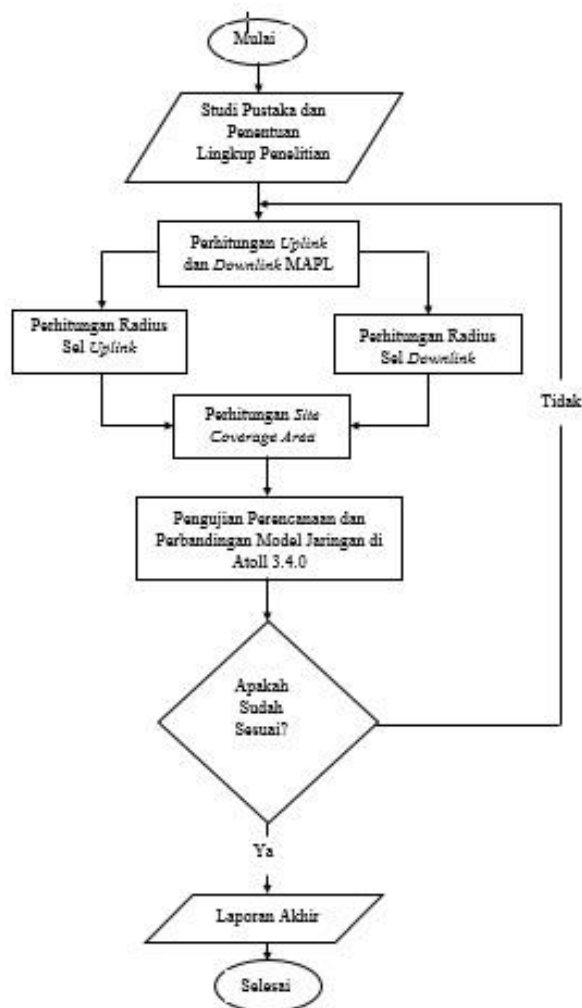 Mulai
Studi Pustaka dan
Penentuan
Lingkup Penelitian
Perhitungan Uplink
dan Downlink MAPL
Perhitungan Radius
Sel Uplink
Perhitungan Radius
Sel Downlink
Tidak
Perhitungan Site
Coverage Area
Pengujian Perencanaan dan
Perbandingan Model Jaringan di
Atoll 3.4.0
Apakah
Sudah
Sesuai?
Ya
Laporan Akhir
Selesai